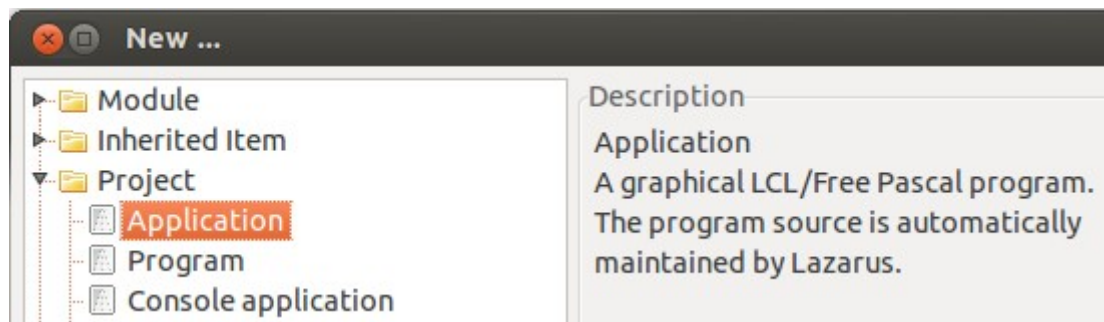 New ...
Module
Inherited Item
Project
Application
Program
Console application
Description
Application
A graphical LCL/Free Pascal program.
The program source is automatically
maintained by Lazarus.